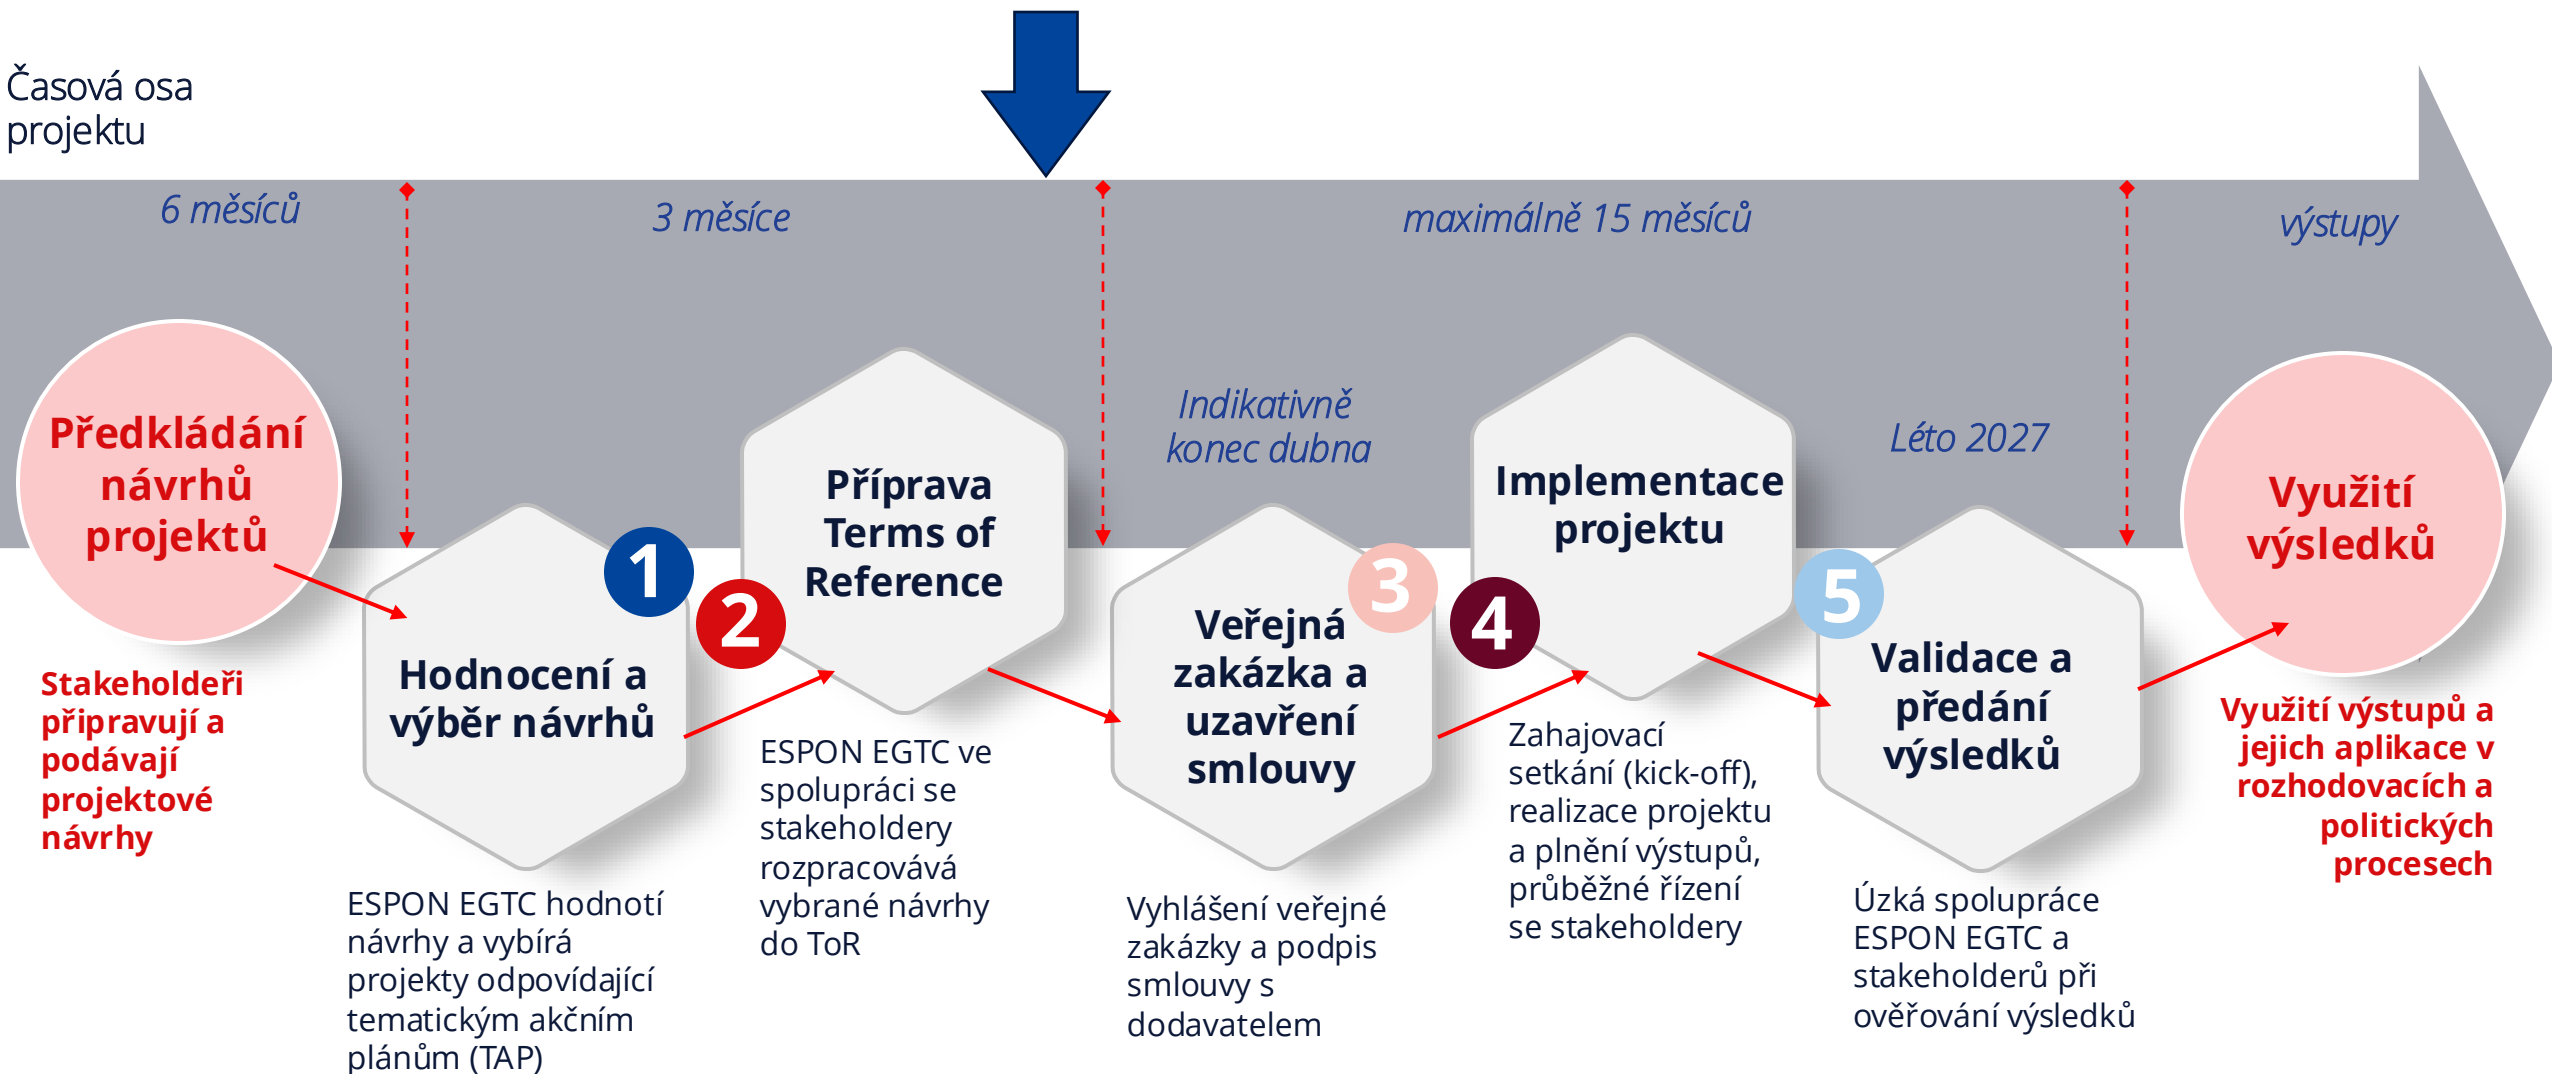 Časová osa
projektu
6 měsíců
3 měsíce
maximálně 15 měsíců
výstupy
Předkládání
návrhů
projektů
Stakeholdeři
připravují a
podávají
projektové
návrhy
1
Hodnocení a
výběr návrhů
ESPON EGTC hodnotí
návrhy a vybírá
projekty odpovídající
tematickým akčním
plánům (TAP)
2
Příprava
Terms of
Reference
ESPON EGTC ve
spolupráci se
stakeholdery
rozpracovává
vybrané návrhy
do ToR
Indikativně
konec dubna
3
Veřejná
zakázka a
uzavření
smlouvy
Vyhlášení veřejné
zakázky a podpis
smlouvy s
dodavatelem
4
Implementace
projektu
Zahajovací
setkání (kick-off),
realizace projektu
a plnění výstupů,
průběžné řízení
se stakeholdery
Léto 2027
5
Validace a
předání
výsledků
Úzká spolupráce
ESPON EGTC a
stakeholderů při
ověřování výsledků
Využití
výsledků
Využití výstupů a
jejich aplikace v
rozhodovacích a
politických
procesech